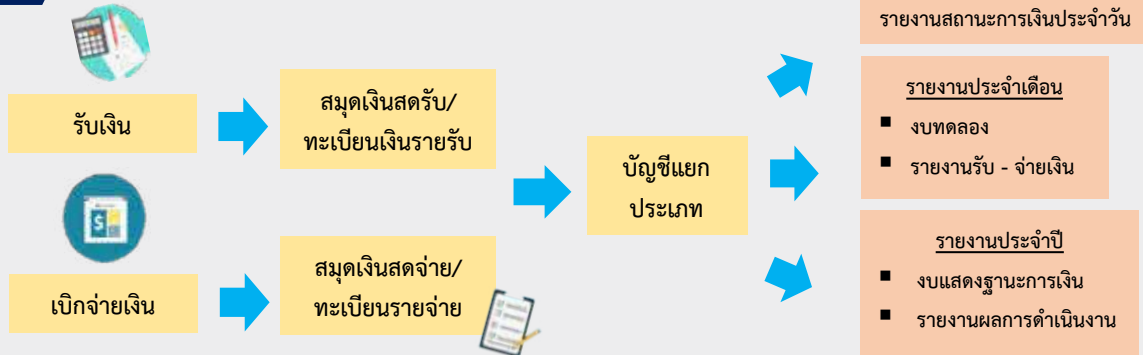 รับเงิน
สมุดเงินสดรับ/
ทะเบียนเงินรายรับ
เบิกจ่ายเงิน
สมุดเงินสดจ่าย/
ทะเบียนรายจ่าย
บัญชีแยก
ประเภท
รายงานสถานะการเงินประจำวัน
รายงานประจำเดือน
▪ งบทดลอง
▪ รายงานรับ - จ่ายเงิน
รายงานประจำปี
▪ งบแสดงฐานะการเงิน
▪ รายงานผลการดำเนินงาน